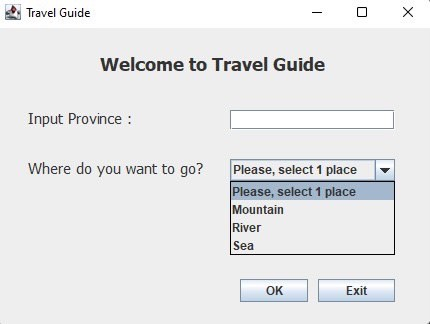 Travel Guide
Welcome to Travel Guide
Input Province :
Where do you want to go?
Please, select 1 place
Please, select 1 place
Mountain
River
Sea
OK
Exit